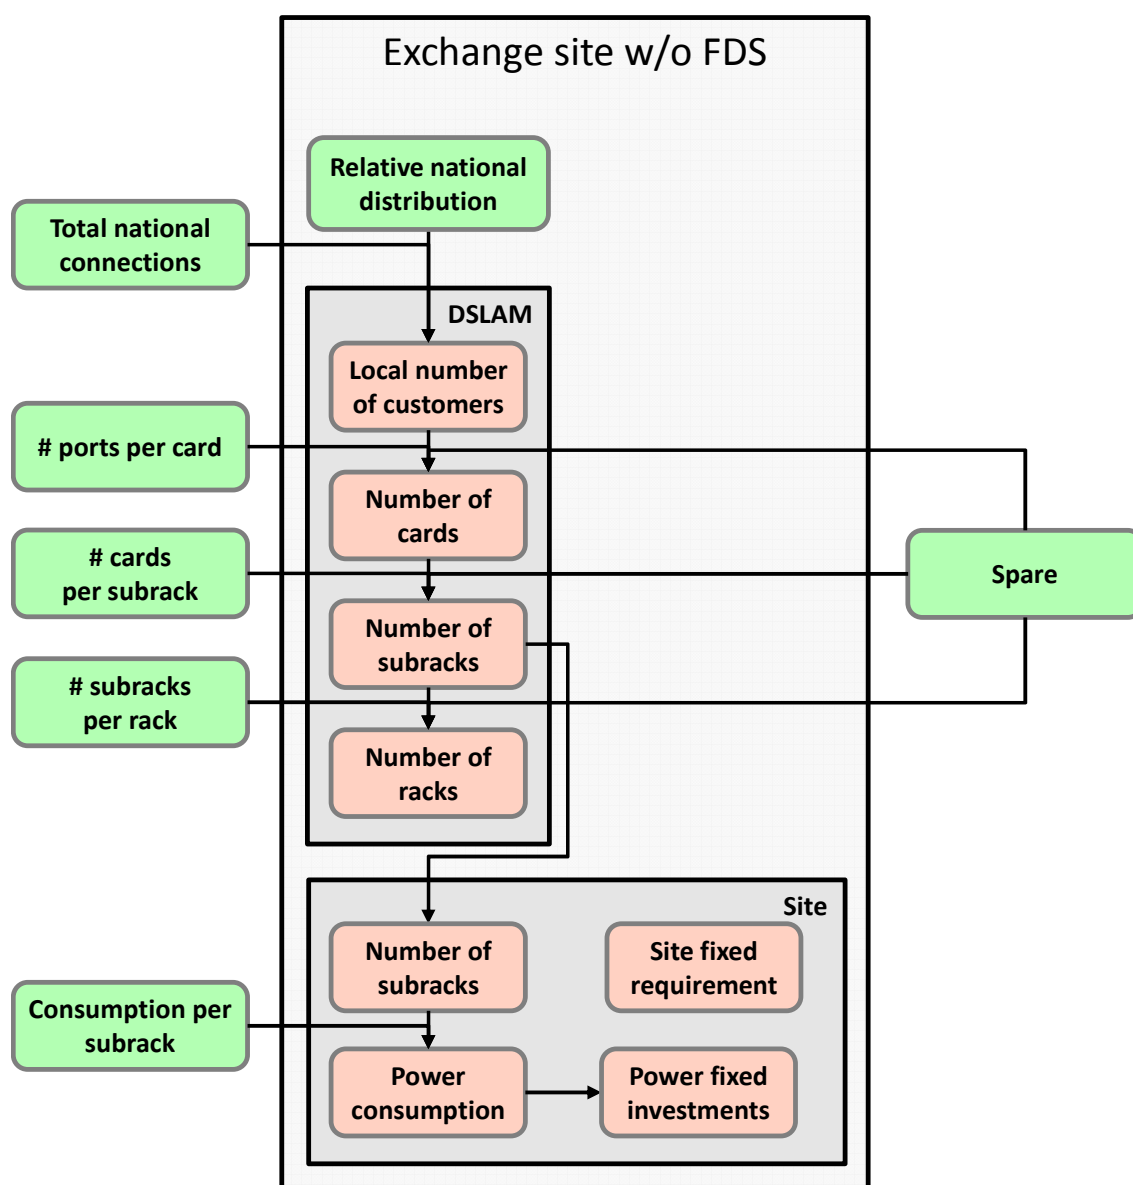 Exchange site w/o FDS
Relative national
distribution
Total national
connections
DSLAM
Local number
of customers
# ports per card
Number of
cards
# cards
per subrack
Spare
Number of
subracks
# subracks
per rack
Number of
racks
Site
Number of
subracks
Site fixed
requirement
Consumption per
subrack
Power
consumption
Power fixed
investments